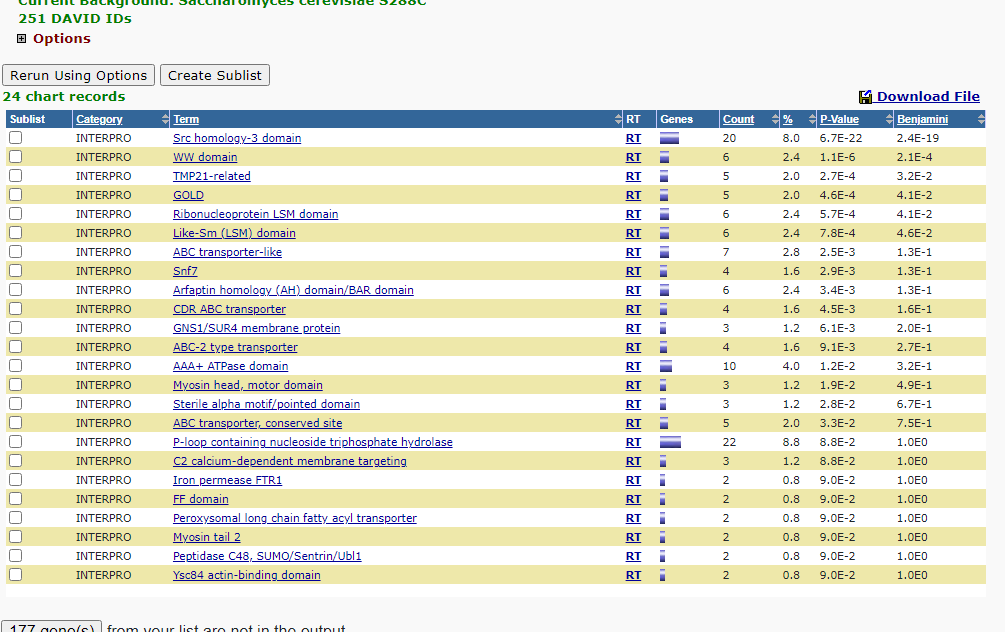 Current Background: Saccharomyces cerevisiae S288C
251 DAVID IDs
Options
Rerun Using Options Create Sublist
24 chart records Download File
Sublist Category Term RT Genes Count % P-Value Benjamini
INTERPRO Src homology-3 domain RT 20 8.0 6.7E-22 2.4E-19
INTERPRO WW domain RT 6 2.4 1.1E-6 2.1E-4
INTERPRO TMP21-related RT 5 2.0 2.7E-4 3.2E-2
INTERPRO GOLD RT 5 2.0 4.6E-4 4.1E-2
INTERPRO Ribonucleoprotein LSM domain RT 6 2.4 5.7E-4 4.1E-2
INTERPRO Like-Sm (LSM) domain RT 6 2.4 7.8E-4 4.6E-2
INTERPRO ABC transporter-like RT 7 2.8 2.5E-3 1.3E-1
INTERPRO Snf7 RT 4 1.6 2.9E-3 1.3E-1
INTERPRO Arfaptin homology (AH) domain/BAR domain RT 6 2.4 3.4E-3 1.3E-1
INTERPRO CDR ABC transporter RT 4 1.6 4.5E-3 1.6E-1
INTERPRO GNS1/SUR4 membrane protein RT 3 1.2 6.1E-3 2.0E-1
INTERPRO ABC-2 type transporter RT 4 1.6 9.1E-3 2.7E-1
INTERPRO AAA+ ATPase domain RT 10 4.0 1.2E-2 3.2E-1
INTERPRO Myosin head, motor domain RT 3 1.2 1.9E-2 4.9E-1
INTERPRO Sterile alpha motif/pointed domain RT 3 1.2 2.8E-2 6.7E-1
INTERPRO ABC transporter, conserved site RT 5 2.0 3.3E-2 7.5E-1
INTERPRO P-loop containing nucleoside triphosphate hydrolase RT 22 8.8 8.8E-2 1.0E0
INTERPRO C2 calcium-dependent membrane targeting RT 3 1.2 8.8E-2 1.0E0
INTERPRO Iron permease FTR1 RT 2 0.8 9.0E-2 1.0E0
INTERPRO FF domain RT 2 0.8 9.0E-2 1.0E0
INTERPRO Peroxysomal long chain fatty acyl transporter RT 2 0.8 9.0E-2 1.0E0
INTERPRO Myosin tail 2 RT 2 0.8 9.0E-2 1.0E0
INTERPRO Peptidase C48, SUMO/Sentrin/Ubl1 RT 2 0.8 9.0E-2 1.0E0
INTERPRO Ysc84 actin-binding domain RT 2 0.8 9.0E-2 1.0E0
177 gene(s) from your list are not in the output.